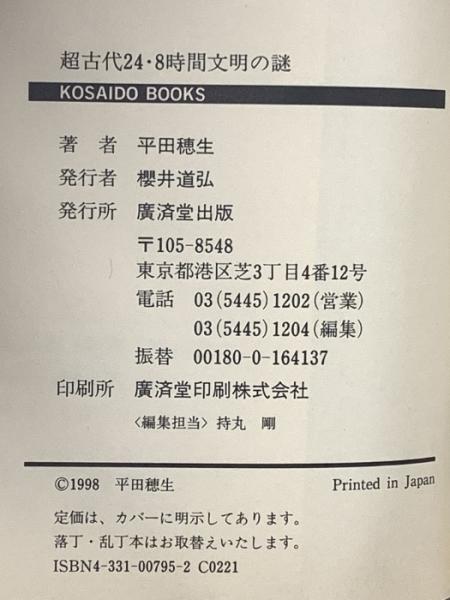 超古代24・8時間文明の謎
KOSAIDO BOOKS
著 者 平田穂生
発行者 櫻井道弘
発行所 廣済堂出版
〒105-8548
東京都港区芝3丁目4番12号
電話 03(5445)1202(営業)
03(5445)1204(編集)
振替 00180-0-164137
印刷所 廣済堂印刷株式会社
〈編集担当〉持丸 剛
©1998 平田穂生 Printed in Japan
定価は、カバーに明示してあります。
落丁・乱丁本はお取替えいたします。
ISBN4-331-00795-2 C0221